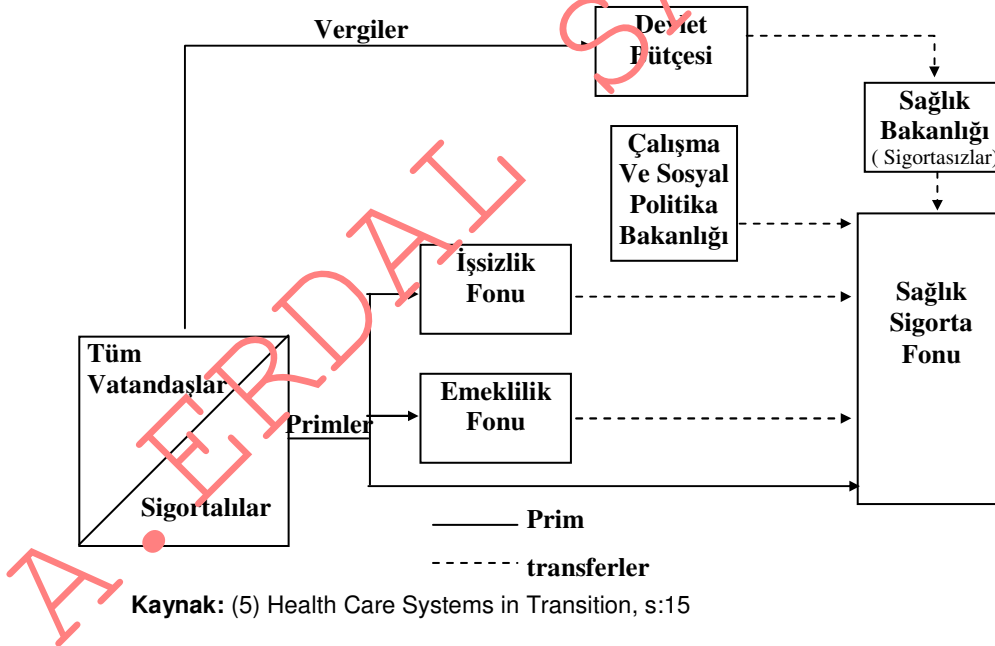 Vergiler
Devlet
Bütçesi
Sağlık
Bakanlığı
( Sigortasızlar)
Çalışma
Ve Sosyal
Politika
Bakanlığı
İşsizlik
Fonu
Sağlık
Sigorta
Fonu
Tüm
Vatandaşlar
Emeklilik
Fonu
Primler
Sigortalılar
Prim
transferler
Kaynak: (5) Health Care Systems in Transition, s:15
A. ERDAL